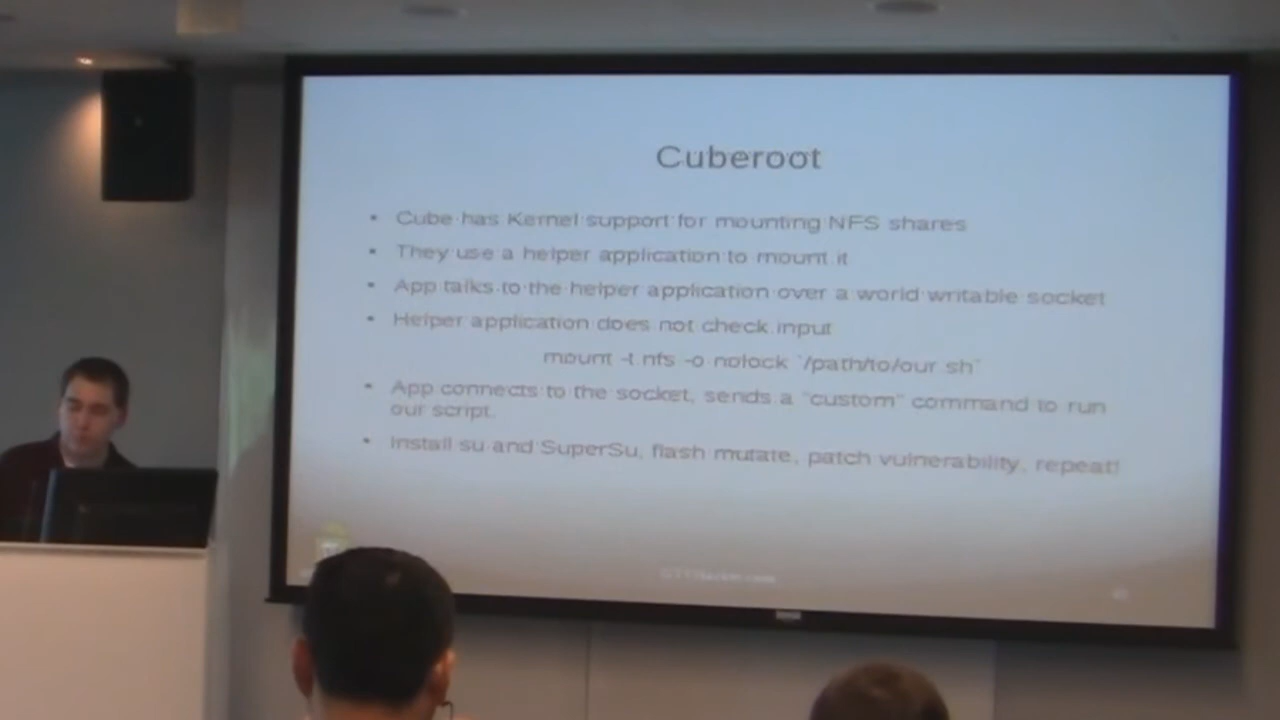 Cuberoot
• Cube has Kernel support for mounting NFS shares
• They use a helper application to mount it
• App talks to the helper application over a world writable socket
• Helper application does not check input
mount -t nfs -o nolock `/path/to/our sh`
• App connects to the socket, sends a "custom" command to run
our script.
• Install su and SuperSu, flash mutate, patch vulnerability, repeat!